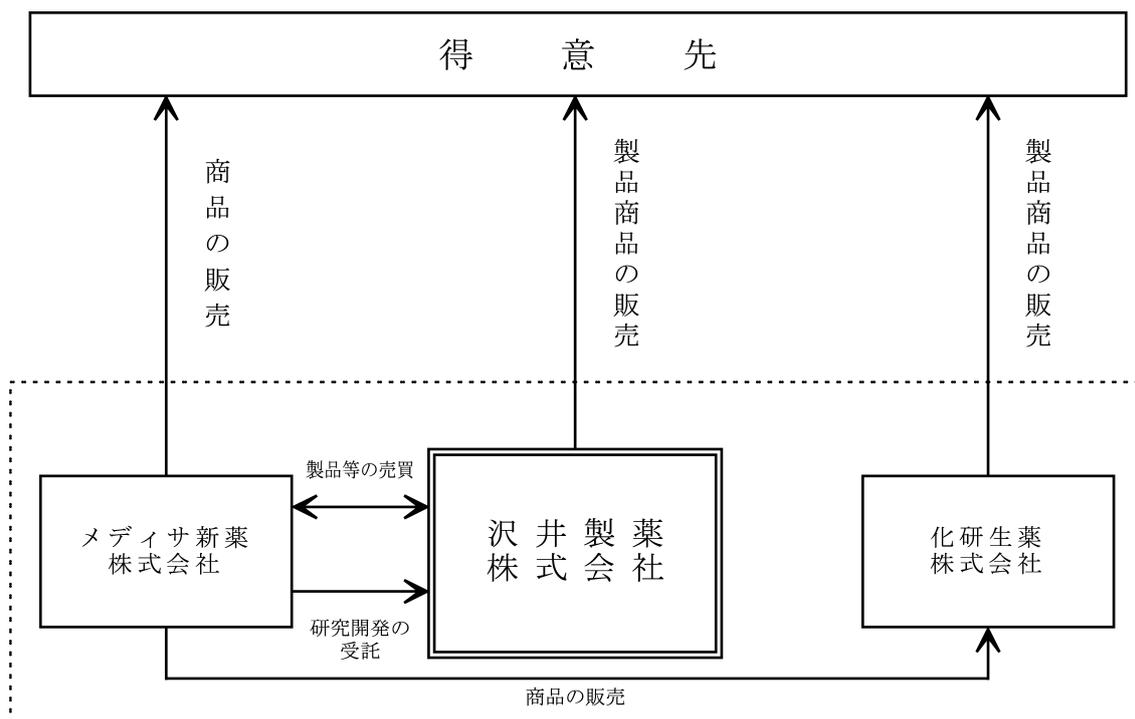 得意先
商品の販売
製品商品の販売
製品商品の販売
製品等の売買
メディサ新薬
株式会社
沢井製薬
株式会社
化研生薬
株式会社
研究開発の
受託
商品の販売